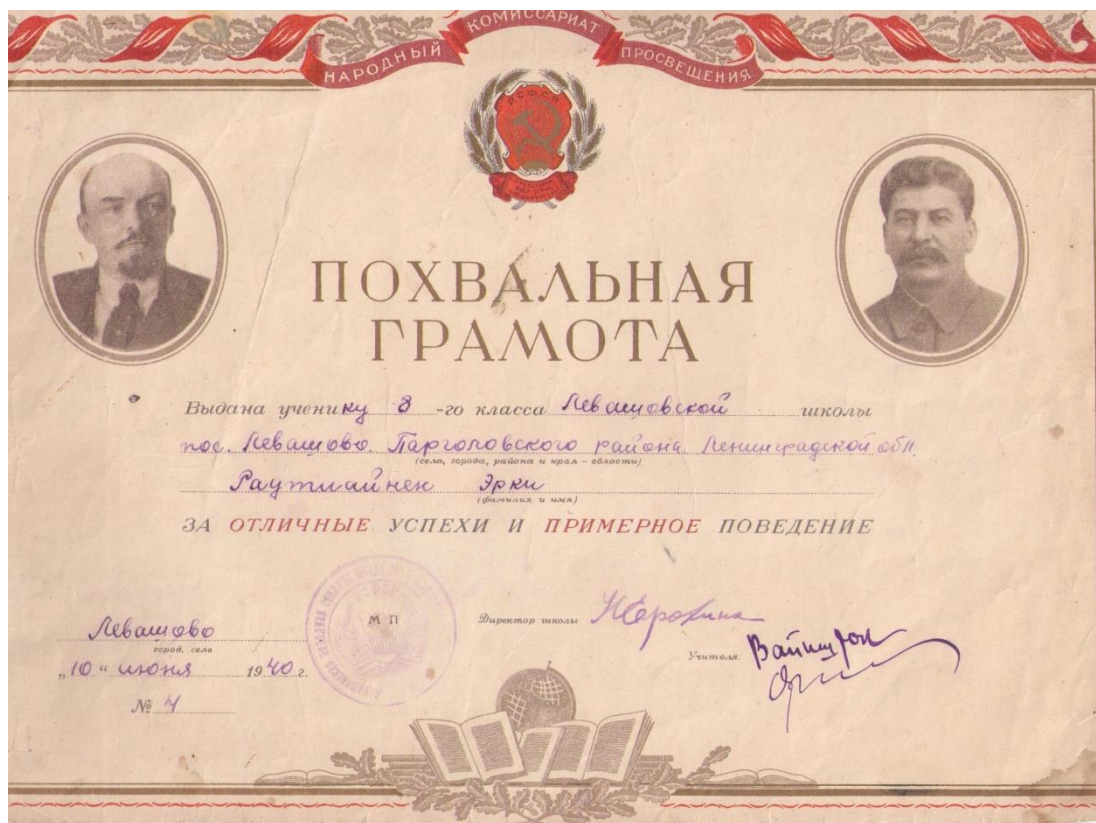 НАРОДНЫЙ КОМИССАРИАТ ПРОСВЕЩЕНИЯ
Р.С.Ф.С.Р.
ПОХВАЛЬНАЯ
ГРАМОТА
Выдана ученику 8-го класса Левашовской школы
пос. Левашово. Парголовского района Ленинградской обл.
(село, города, района и края – области)
Раутиайнен Эрки
(фамилия и имя)
ЗА ОТЛИЧНЫЕ УСПЕХИ И ПРИМЕРНОЕ ПОВЕДЕНИЕ
М П
Директор школы
Левашово
город, село
Учителя:
„10“ июня 1940 г.
№ 4